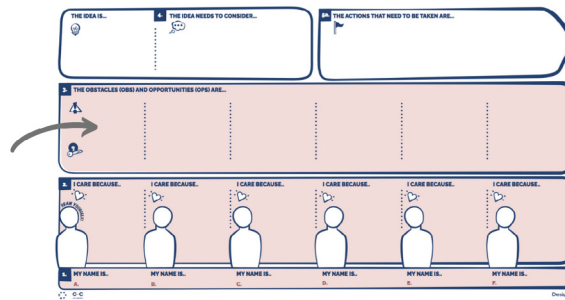 THE IDEA IS...
4. THE IDEA NEEDS TO CONSIDER...
THE ACTIONS THAT NEED TO BE TAKEN ARE...
3. THE OBSTACLES (OBS) AND OPPORTUNITIES (OPS) ARE...
2. I CARE BECAUSE.. I CARE BECAUSE.. I CARE BECAUSE.. I CARE BECAUSE.. I CARE BECAUSE.. I CARE BECAUSE..
1. MY NAME IS.. MY NAME IS.. MY NAME IS.. MY NAME IS.. MY NAME IS.. MY NAME IS..
A. B. C. D. E. F.
Desig